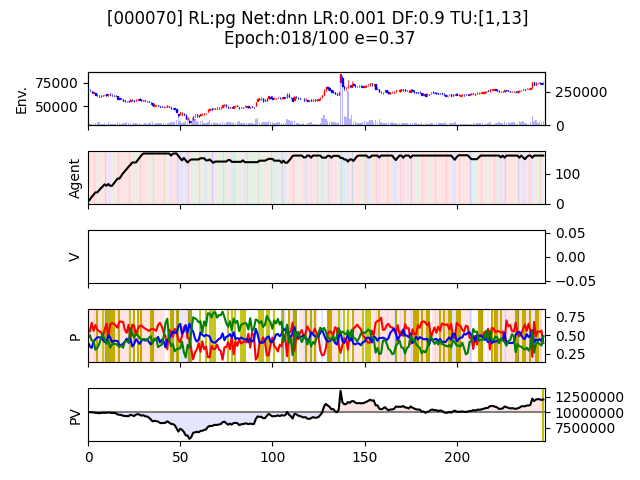 [000070] RL:pg Net:dnn LR:0.001 DF:0.9 TU:[1,13]
Epoch:018/100 e=0.37
Env.
75000
50000
250000
0
Agent
100
0
V
0.05
0.00
−0.05
P
0.75
0.50
0.25
PV
12500000
10000000
7500000
0 50 100 150 200